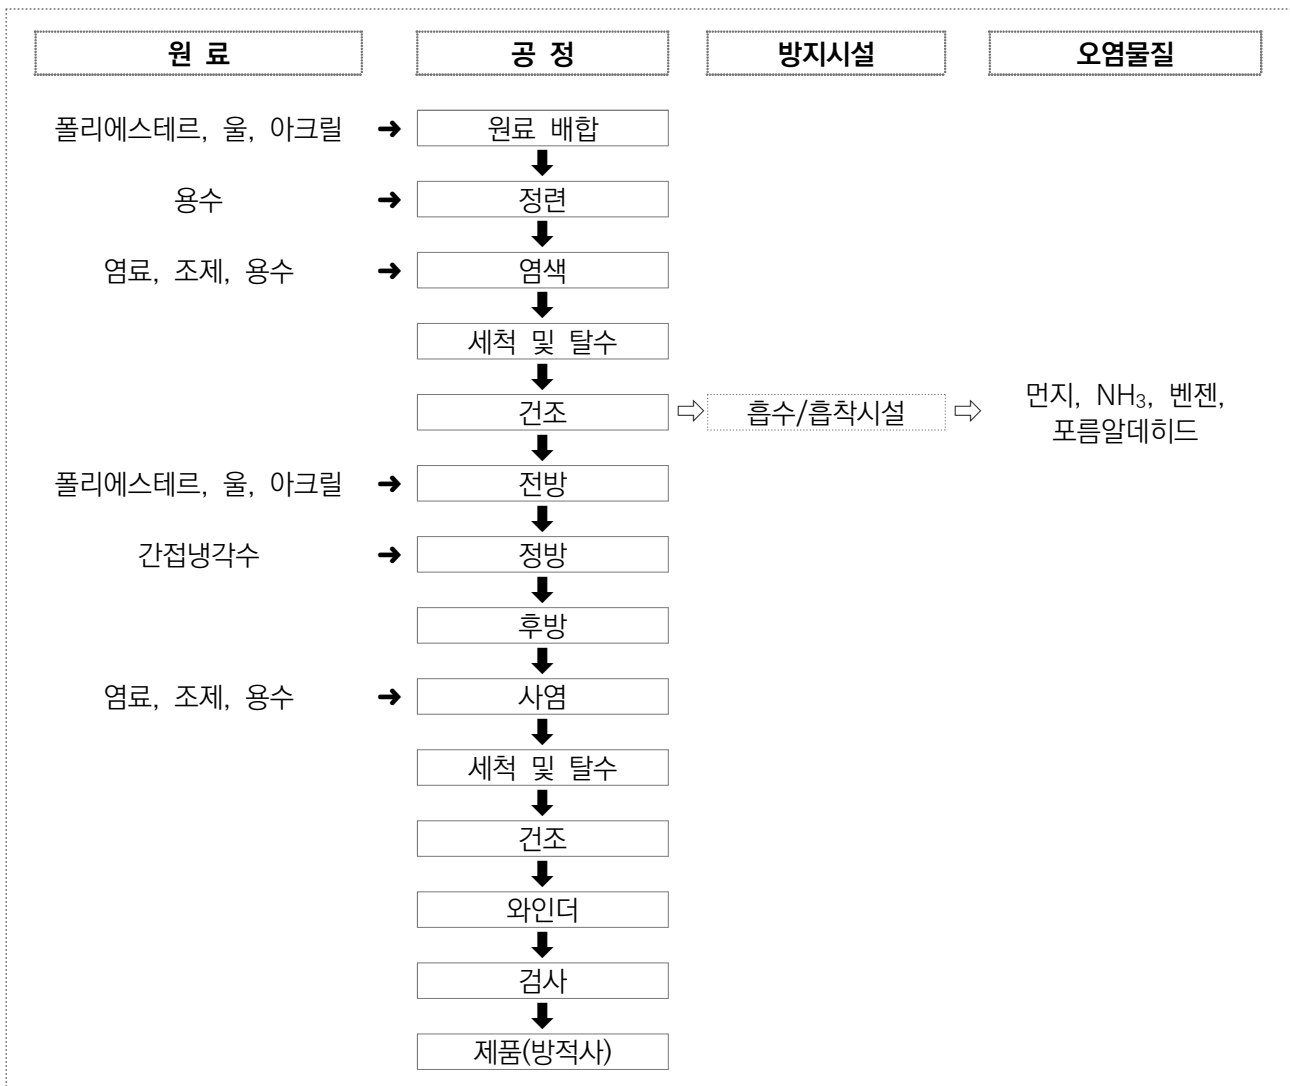 원 료 공 정 방지시설 오염물질
폴리에스테르, 울, 아크릴 ➜ 원료 배합
용수 ➜ 정련
염료, 조제, 용수 ➜ 염색
세척 및 탈수
건조 ⇨ 흡수/흡착시설 ⇨ 먼지, NH₃, 벤젠,
포름알데히드
폴리에스테르, 울, 아크릴 ➜ 전방
간접냉각수 ➜ 정방
후방
염료, 조제, 용수 ➜ 사염
세척 및 탈수
건조
와인더
검사
제품(방적사)